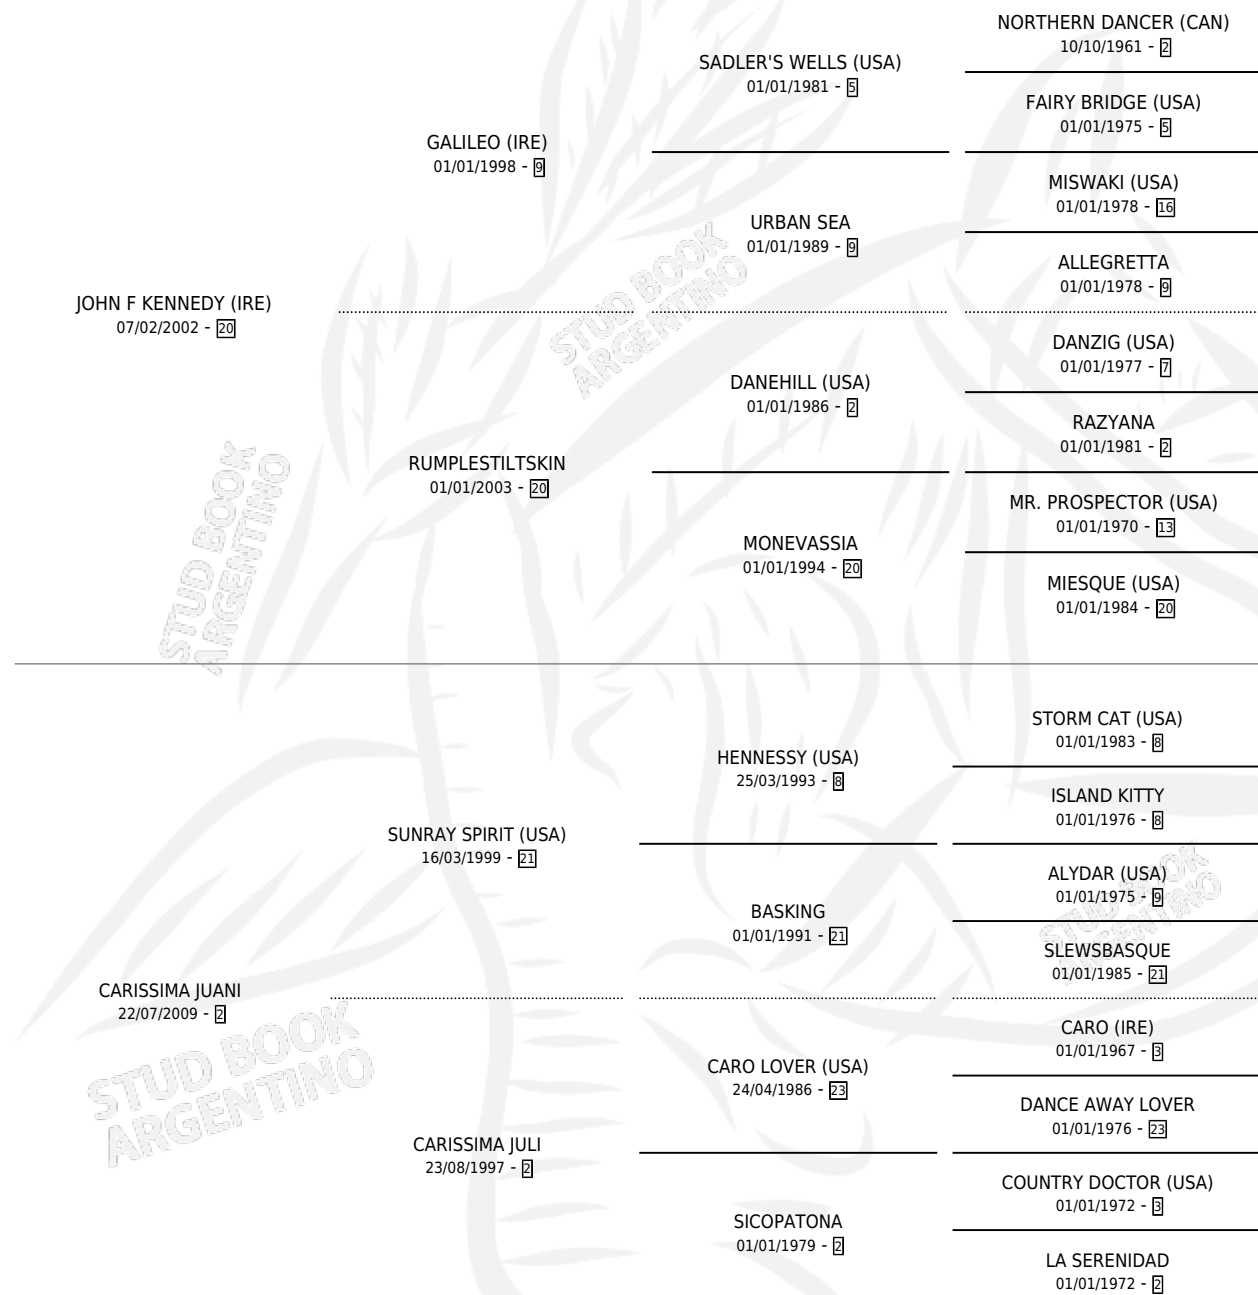 NORTHERN DANCER (CAN)
10/10/1961 - 2
SADLER'S WELLS (USA)
01/01/1981 - 5
FAIRY BRIDGE (USA)
01/01/1975 - 5
GALILEO (IRE)
01/01/1998 - 9
MISWAKI (USA)
01/01/1978 - 16
URBAN SEA
01/01/1989 - 9
ALLEGRETTA
01/01/1978 - 9
JOHN F KENNEDY (IRE)
07/02/2002 - 20
DANZIG (USA)
01/01/1977 - 7
DANEHILL (USA)
01/01/1986 - 2
RAZYANA
01/01/1981 - 2
RUMPLESTILTSKIN
01/01/2003 - 20
MR. PROSPECTOR (USA)
01/01/1970 - 13
MONEVASSIA
01/01/1994 - 20
MIESQUE (USA)
01/01/1984 - 20
STUD BOOK
ARGENTINO
STUD BOOK
ARGENTINO
STORM CAT (USA)
01/01/1983 - 8
HENNESSY (USA)
25/03/1993 - 8
ISLAND KITTY
01/01/1976 - 8
SUNRAY SPIRIT (USA)
16/03/1999 - 21
ALYDAR (USA)
01/01/1975 - 9
BASKING
01/01/1991 - 21
SLEWSBASQUE
01/01/1985 - 21
CARISSIMA JUANI
22/07/2009 - 2
CARO (IRE)
01/01/1967 - 3
CARO LOVER (USA)
24/04/1986 - 23
DANCE AWAY LOVER
01/01/1976 - 23
CARISSIMA JULI
23/08/1997 - 2
COUNTRY DOCTOR (USA)
01/01/1972 - 3
SICOPATONA
01/01/1979 - 2
LA SERENIDAD
01/01/1972 - 2
STUD BOOK
ARGENTINO
STUD BOOK
ARGENTINO